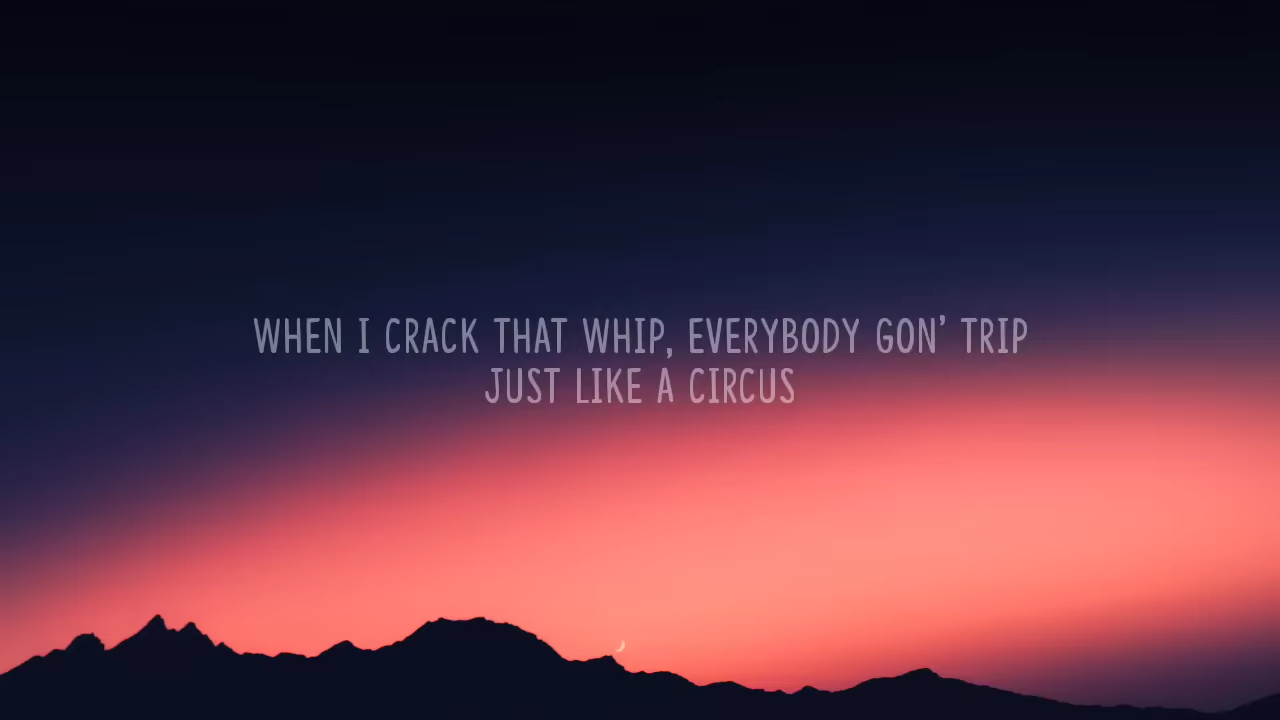 WHEN I CRACK THAT WHIP, EVERYBODY GON’ TRIP
JUST LIKE A CIRCUS